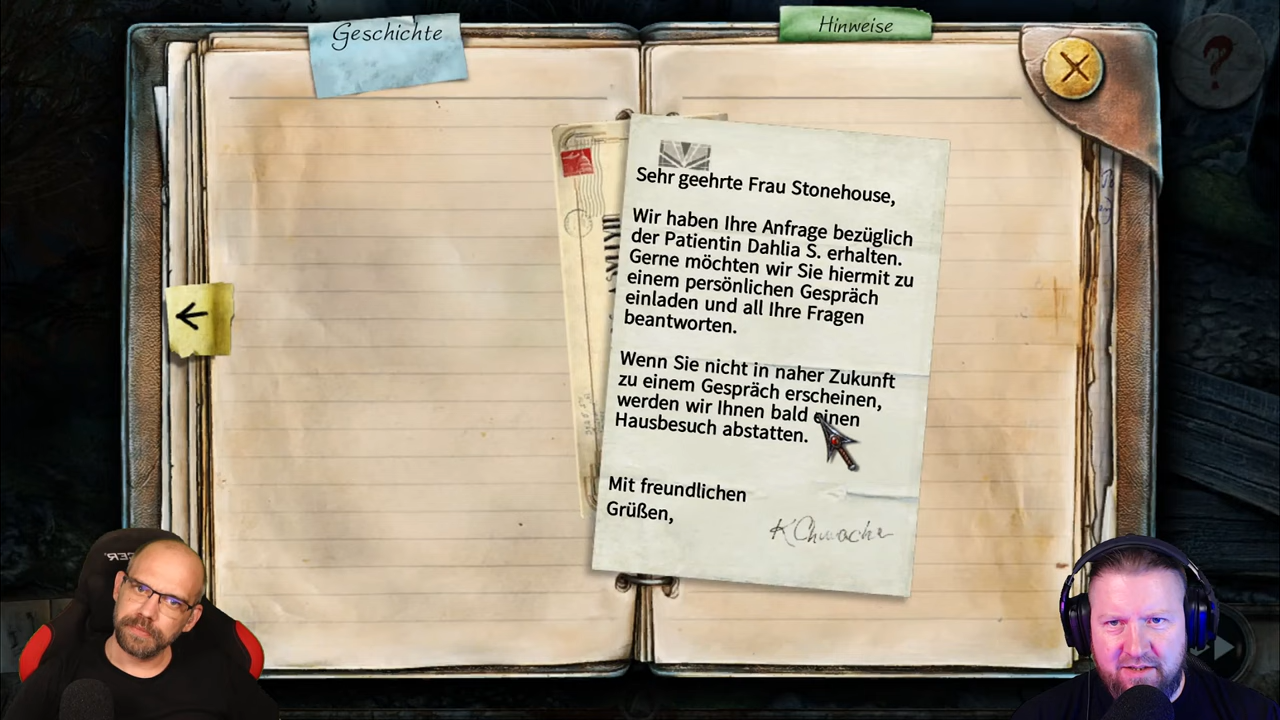 Geschichte
Hinweise
Sehr geehrte Frau Stonehouse,
Wir haben Ihre Anfrage bezüglich
der Patientin Dahlia S. erhalten.
Gerne möchten wir Sie hiermit zu
einem persönlichen Gespräch
einladen und all Ihre Fragen
beantworten.
Wenn Sie nicht in naher Zukunft
zu einem Gespräch erscheinen,
werden wir Ihnen bald einen
Hausbesuch abstatten.
Mit freundlichen
Grüßen,